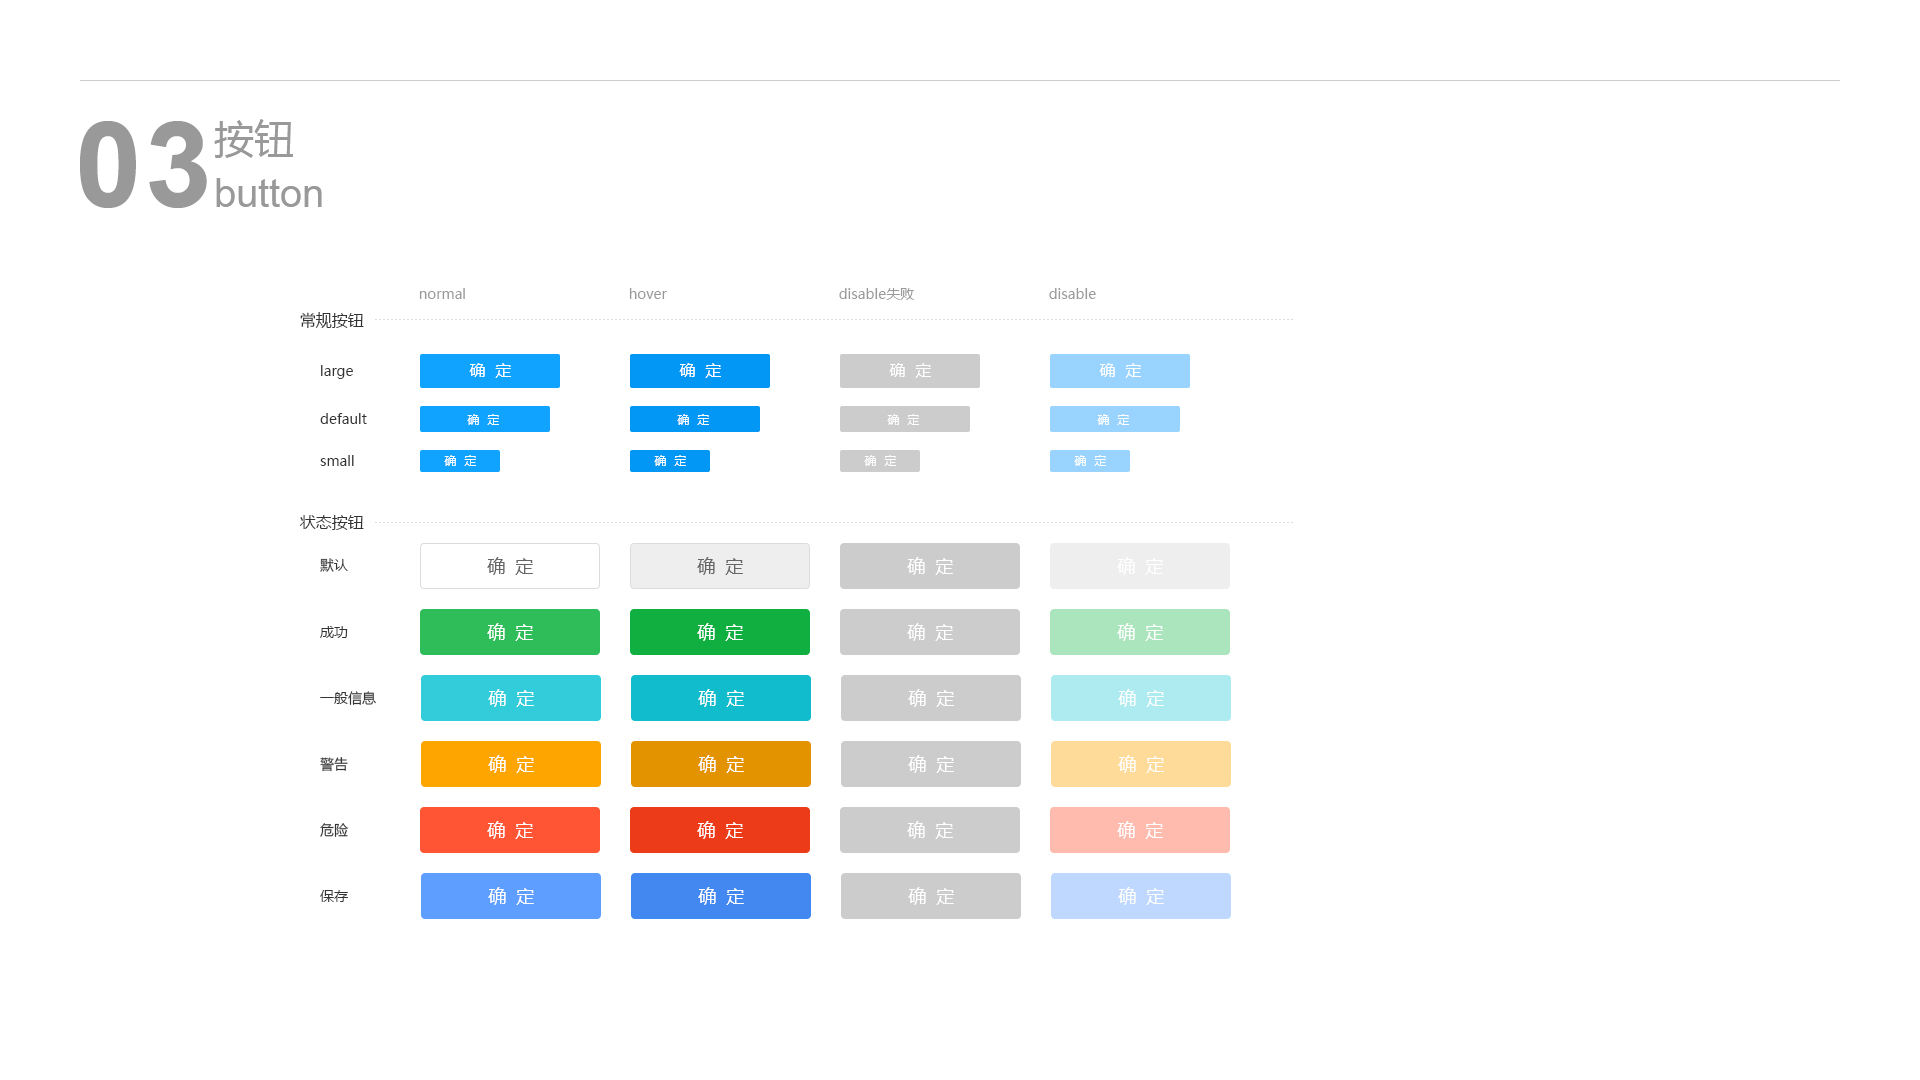 03
按钮
button
normal hover disable失败 disable
常规按钮
large 确 定 确 定 确 定 确 定
default 确 定 确 定 确 定 确 定
small 确 定 确 定 确 定 确 定
状态按钮
默认 确 定 确 定 确 定 确 定
成功 确 定 确 定 确 定 确 定
一般信息 确 定 确 定 确 定 确 定
警告 确 定 确 定 确 定 确 定
危险 确 定 确 定 确 定 确 定
保存 确 定 确 定 确 定 确 定